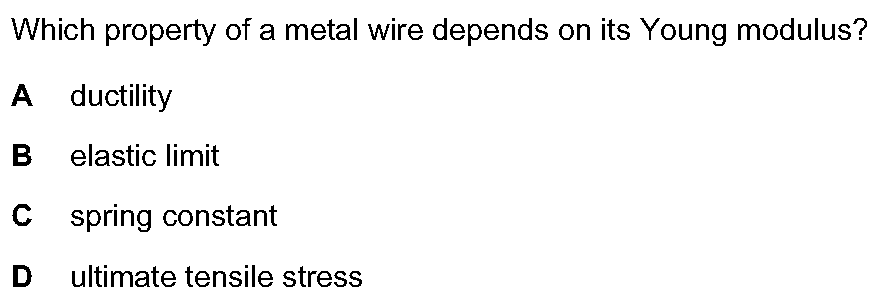 Which property of a metal wire depends on its Young modulus?
A ductility
B elastic limit
C spring constant
D ultimate tensile stress